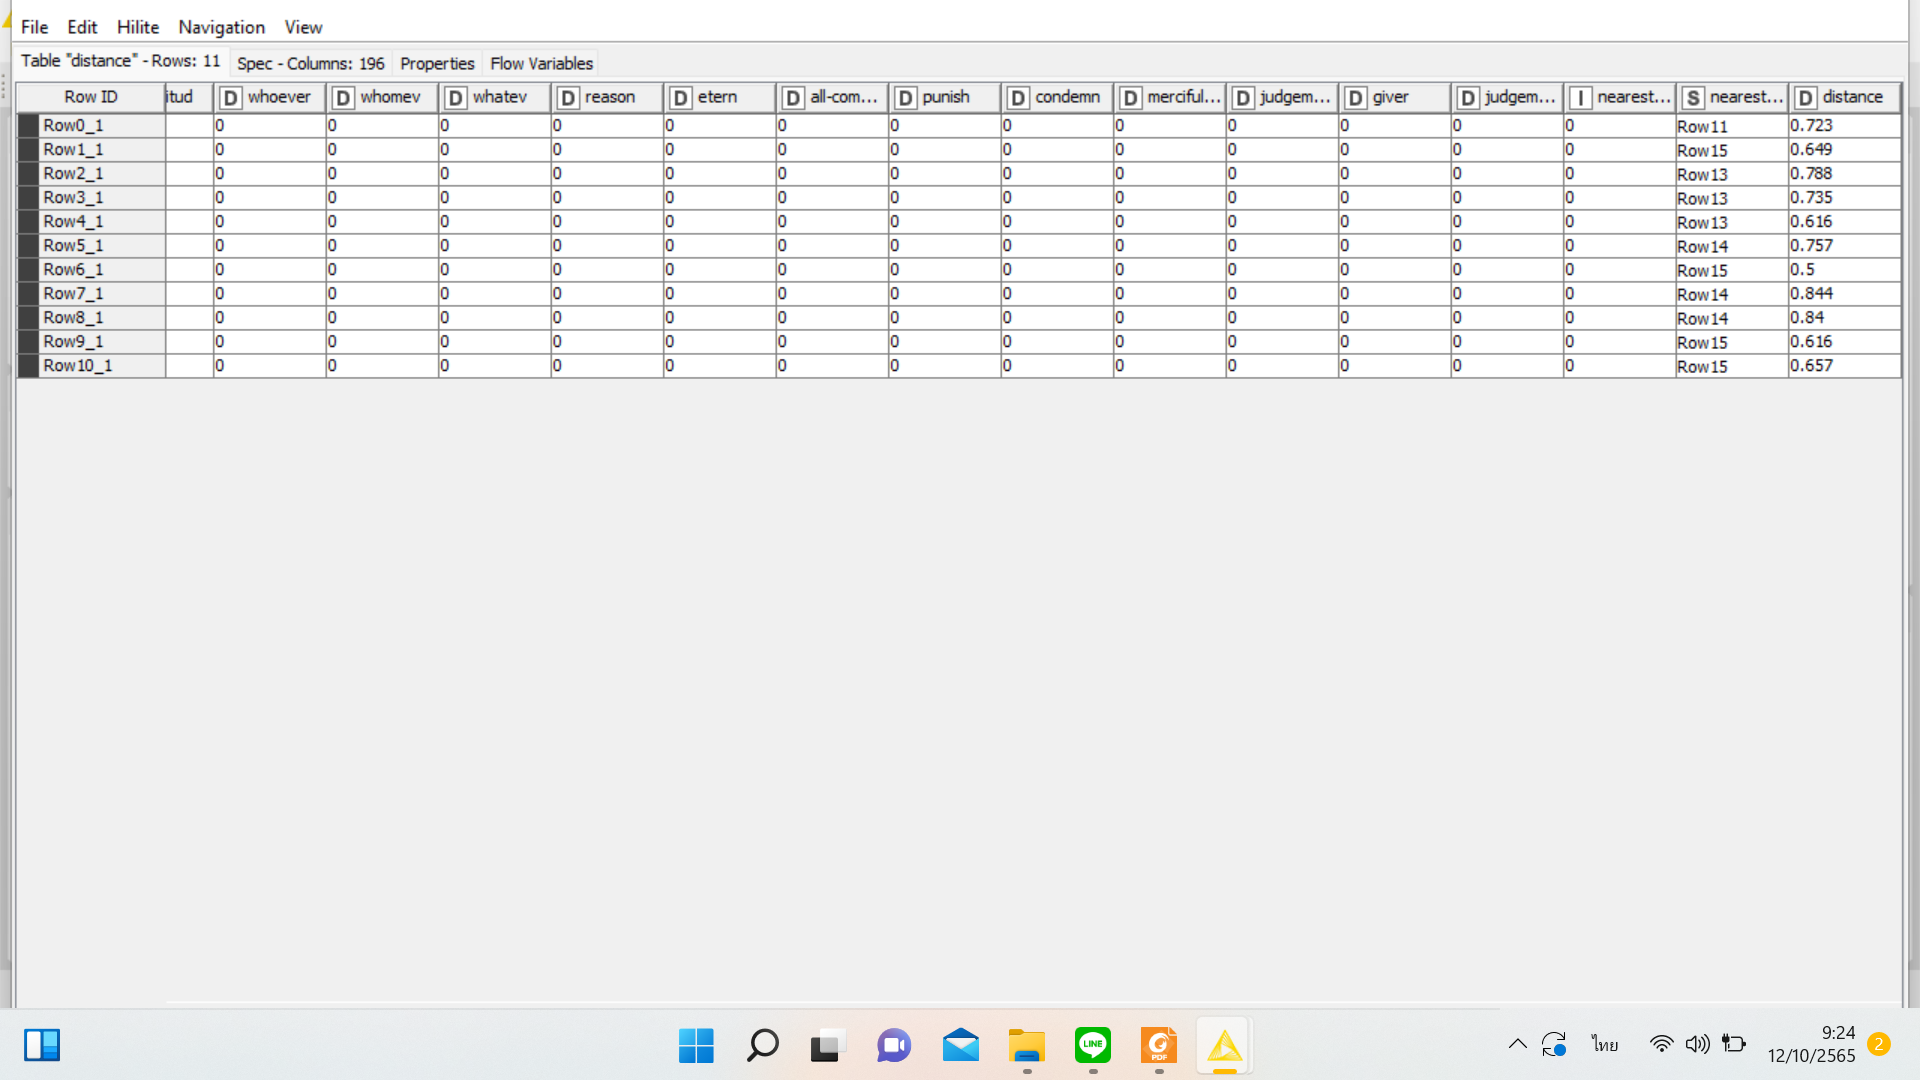 File Edit Hilite Navigation View
Table "distance" - Rows: 11 Spec - Columns: 196 Properties Flow Variables
Row ID itud D whoever D whomev D whatev D reason D etern D all-com... D punish D condemn D merciful... D judgem... D giver D judgem... I nearest... S nearest... D distance
Row0_1 0 0 0 0 0 0 0 0 0 0 0 0 0 Row11 0.723
Row1_1 0 0 0 0 0 0 0 0 0 0 0 0 0 Row15 0.649
Row2_1 0 0 0 0 0 0 0 0 0 0 0 0 0 Row13 0.788
Row3_1 0 0 0 0 0 0 0 0 0 0 0 0 0 Row13 0.735
Row4_1 0 0 0 0 0 0 0 0 0 0 0 0 0 Row13 0.616
Row5_1 0 0 0 0 0 0 0 0 0 0 0 0 0 Row14 0.757
Row6_1 0 0 0 0 0 0 0 0 0 0 0 0 0 Row15 0.5
Row7_1 0 0 0 0 0 0 0 0 0 0 0 0 0 Row14 0.844
Row8_1 0 0 0 0 0 0 0 0 0 0 0 0 0 Row14 0.84
Row9_1 0 0 0 0 0 0 0 0 0 0 0 0 0 Row15 0.616
Row10_1 0 0 0 0 0 0 0 0 0 0 0 0 0 Row15 0.657
LINE PDF ไทย 9:24 2
12/10/2565